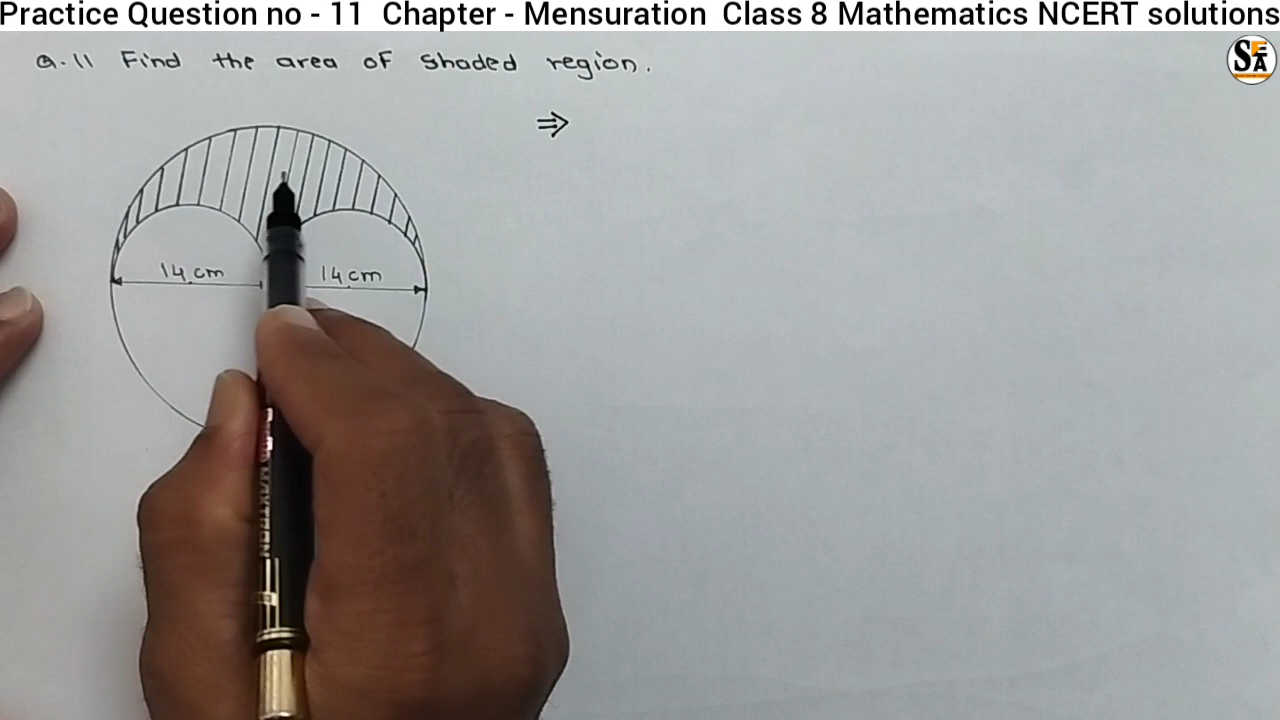 Practice Question no - 11 Chapter - Mensuration Class 8 Mathematics NCERT solutions
Q.11 Find the area of shaded region.
SFA
⇒
14 cm 14 cm